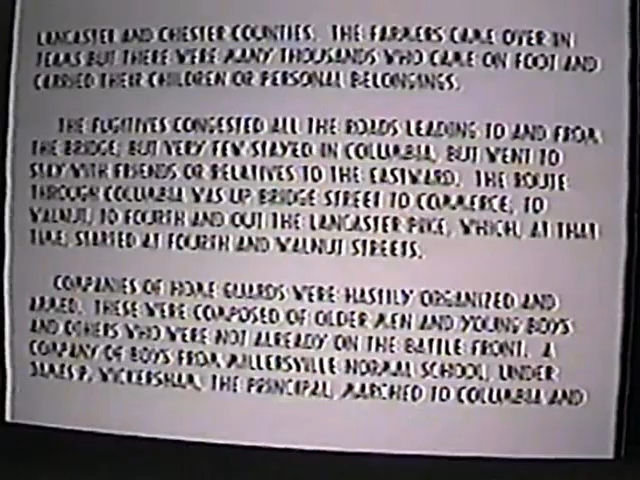 LANCASTER AND CHESTER COUNTIES. THE FARMERS CAME OVER IN
TEAMS BUT THERE WERE MANY THOUSANDS WHO CAME ON FOOT AND
CARRIED THEIR CHILDREN OR PERSONAL BELONGINGS.
THE FUGITIVES CONGESTED ALL THE ROADS LEADING TO AND FROM
THE BRIDGE, BUT VERY FEW STAYED IN COLUMBIA, BUT WENT TO
STAY WITH FRIENDS OR RELATIVES TO THE EASTWARD. THE ROUTE
THROUGH COLUMBIA WAS UP BRIDGE STREET TO COMMERCE, TO
WALNUT, TO FOURTH AND OUT THE LANCASTER PIKE, WHICH, AT THAT
TIME, STARTED AT FOURTH AND WALNUT STREETS.
COMPANIES OF HOME GUARDS WERE HASTILY ORGANIZED AND
ARMED. THESE WERE COMPOSED OF OLDER MEN AND YOUNG BOYS
AND OTHERS WHO WERE NOT ALREADY ON THE BATTLE FRONT. A
COMPANY OF BOYS FROM MILLERSVILLE NORMAL SCHOOL, UNDER
JAMES P. WICKERSHAM, THE PRINCIPAL, MARCHED TO COLUMBIA AND